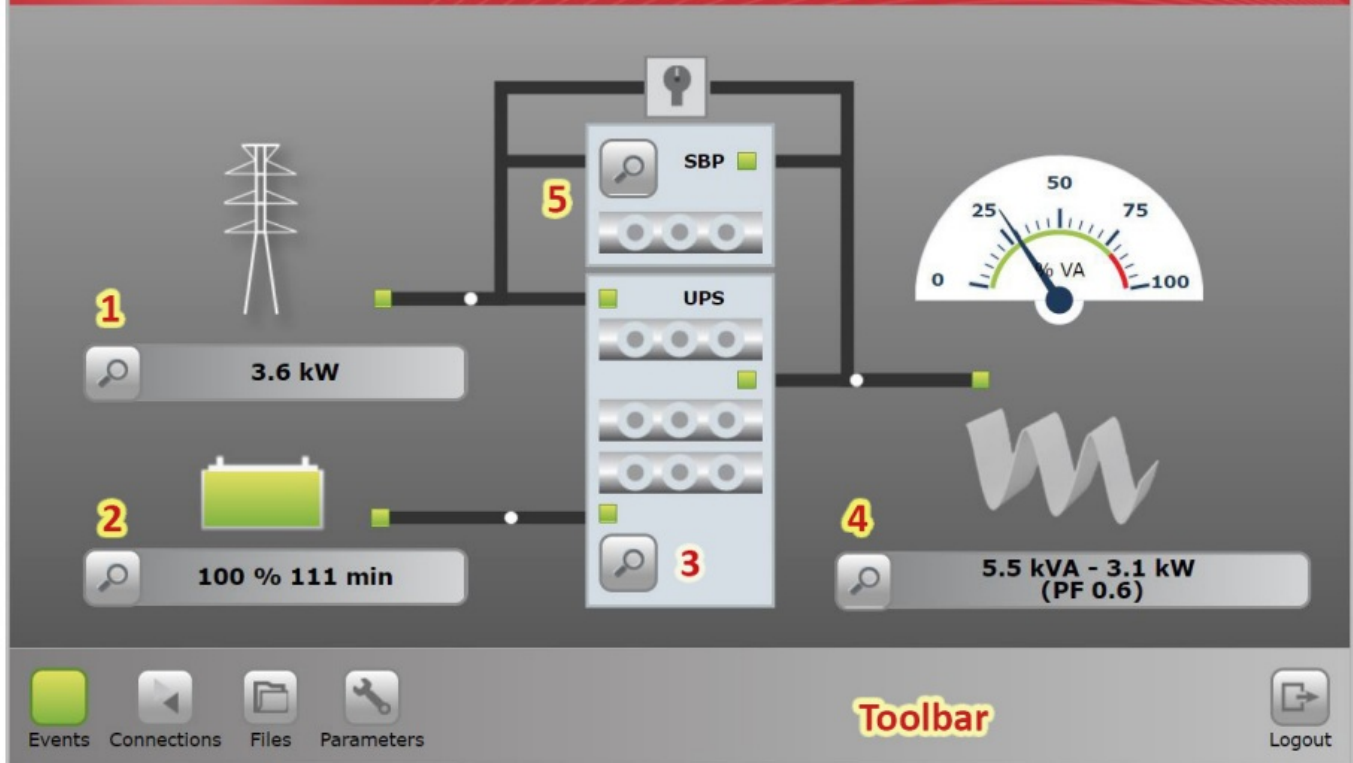 SBP
5
50
25
75
% VA
0
100
1
UPS
3.6 kW
2
100 % 111 min
3
4
5.5 kVA - 3.1 kW
(PF 0.6)
Events
Connections
Files
Parameters
Toolbar
Logout